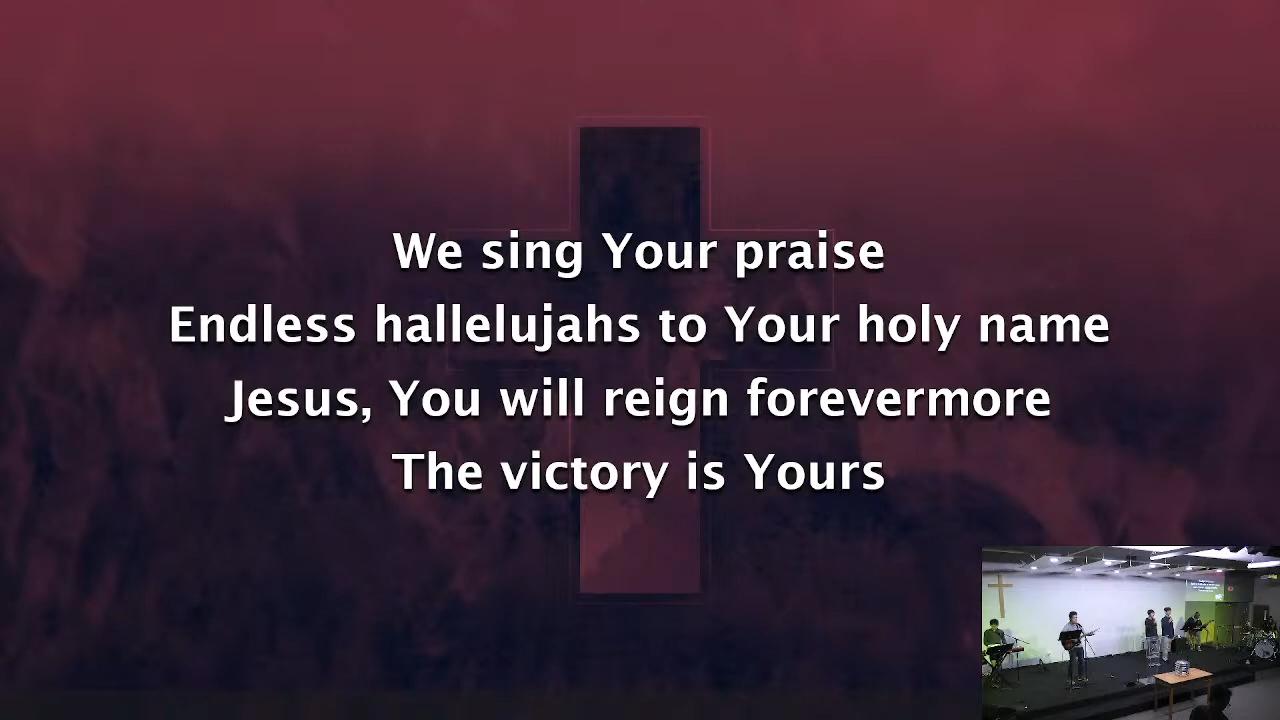 We sing Your praise
Endless hallelujahs to Your holy name
Jesus, You will reign forevermore
The victory is Yours